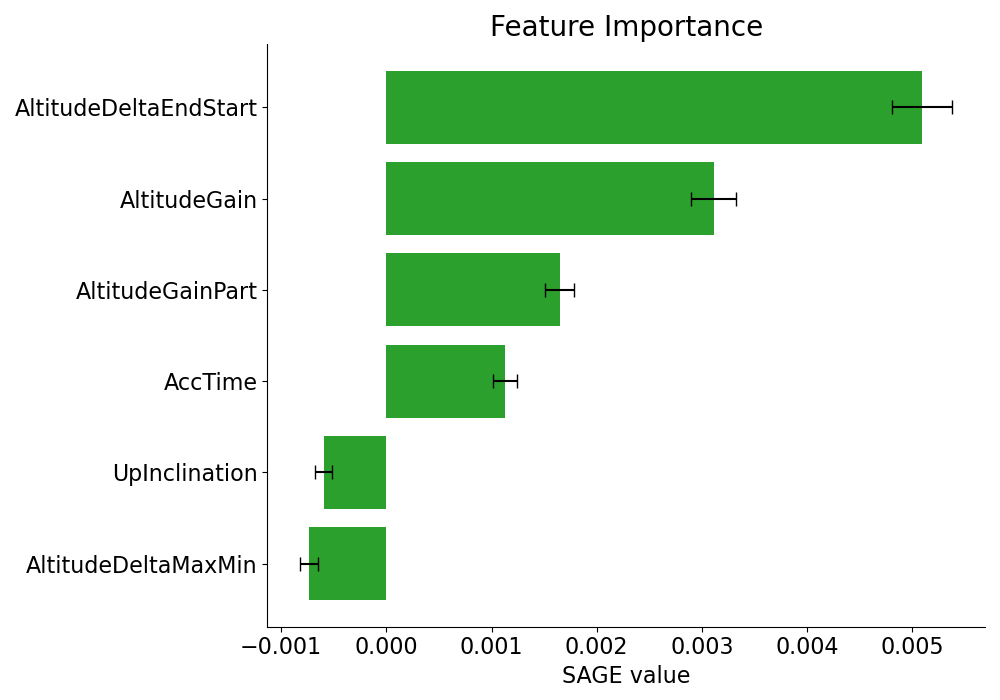 Feature Importance
AltitudeDeltaEndStart
AltitudeGain
AltitudeGainPart
AccTime
UpInclination
AltitudeDeltaMaxMin
−0.001 0.000 0.001 0.002 0.003 0.004 0.005
SAGE value